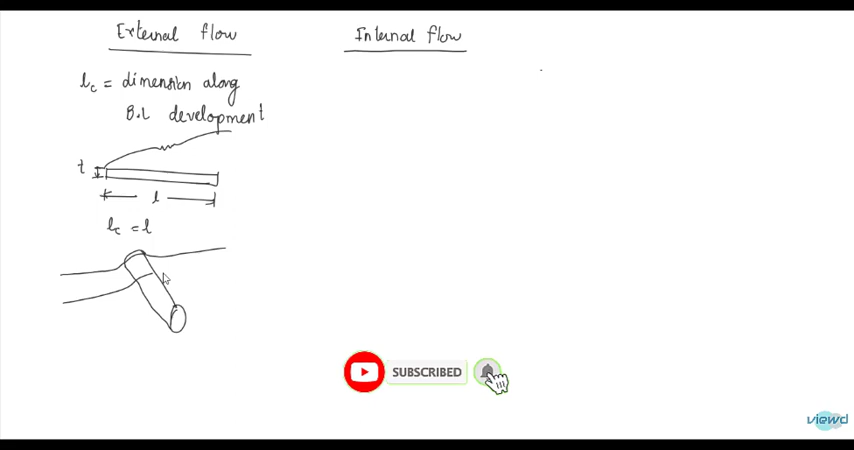 External flow
Internal flow
lc = dimension along
B.L development
t
l
lc = l
SUBSCRIBED
viewd